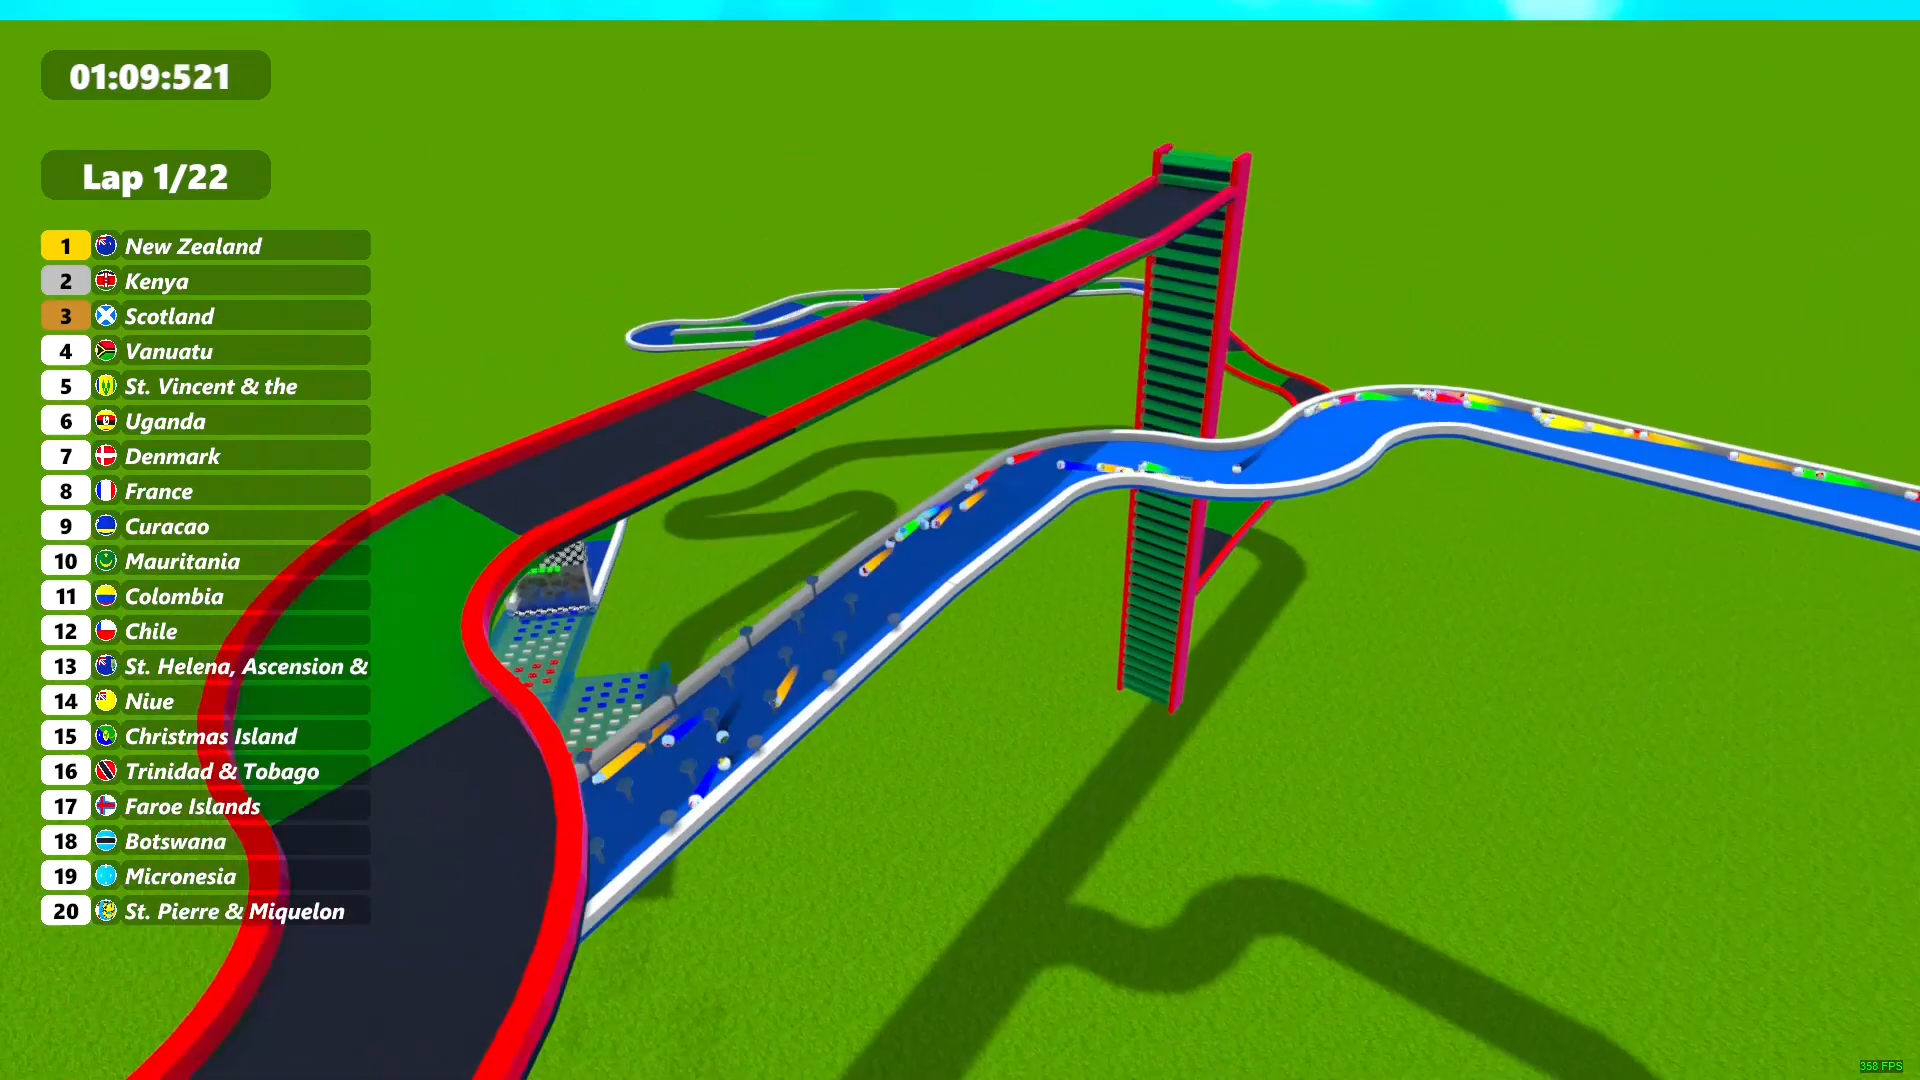 01:09:521
Lap 1/22
1 New Zealand
2 Kenya
3 Scotland
4 Vanuatu
5 St. Vincent & the
6 Uganda
7 Denmark
8 France
9 Curacao
10 Mauritania
11 Colombia
12 Chile
13 St. Helena, Ascension &
14 Niue
15 Christmas Island
16 Trinidad & Tobago
17 Faroe Islands
18 Botswana
19 Micronesia
20 St. Pierre & Miquelon
358 FPS